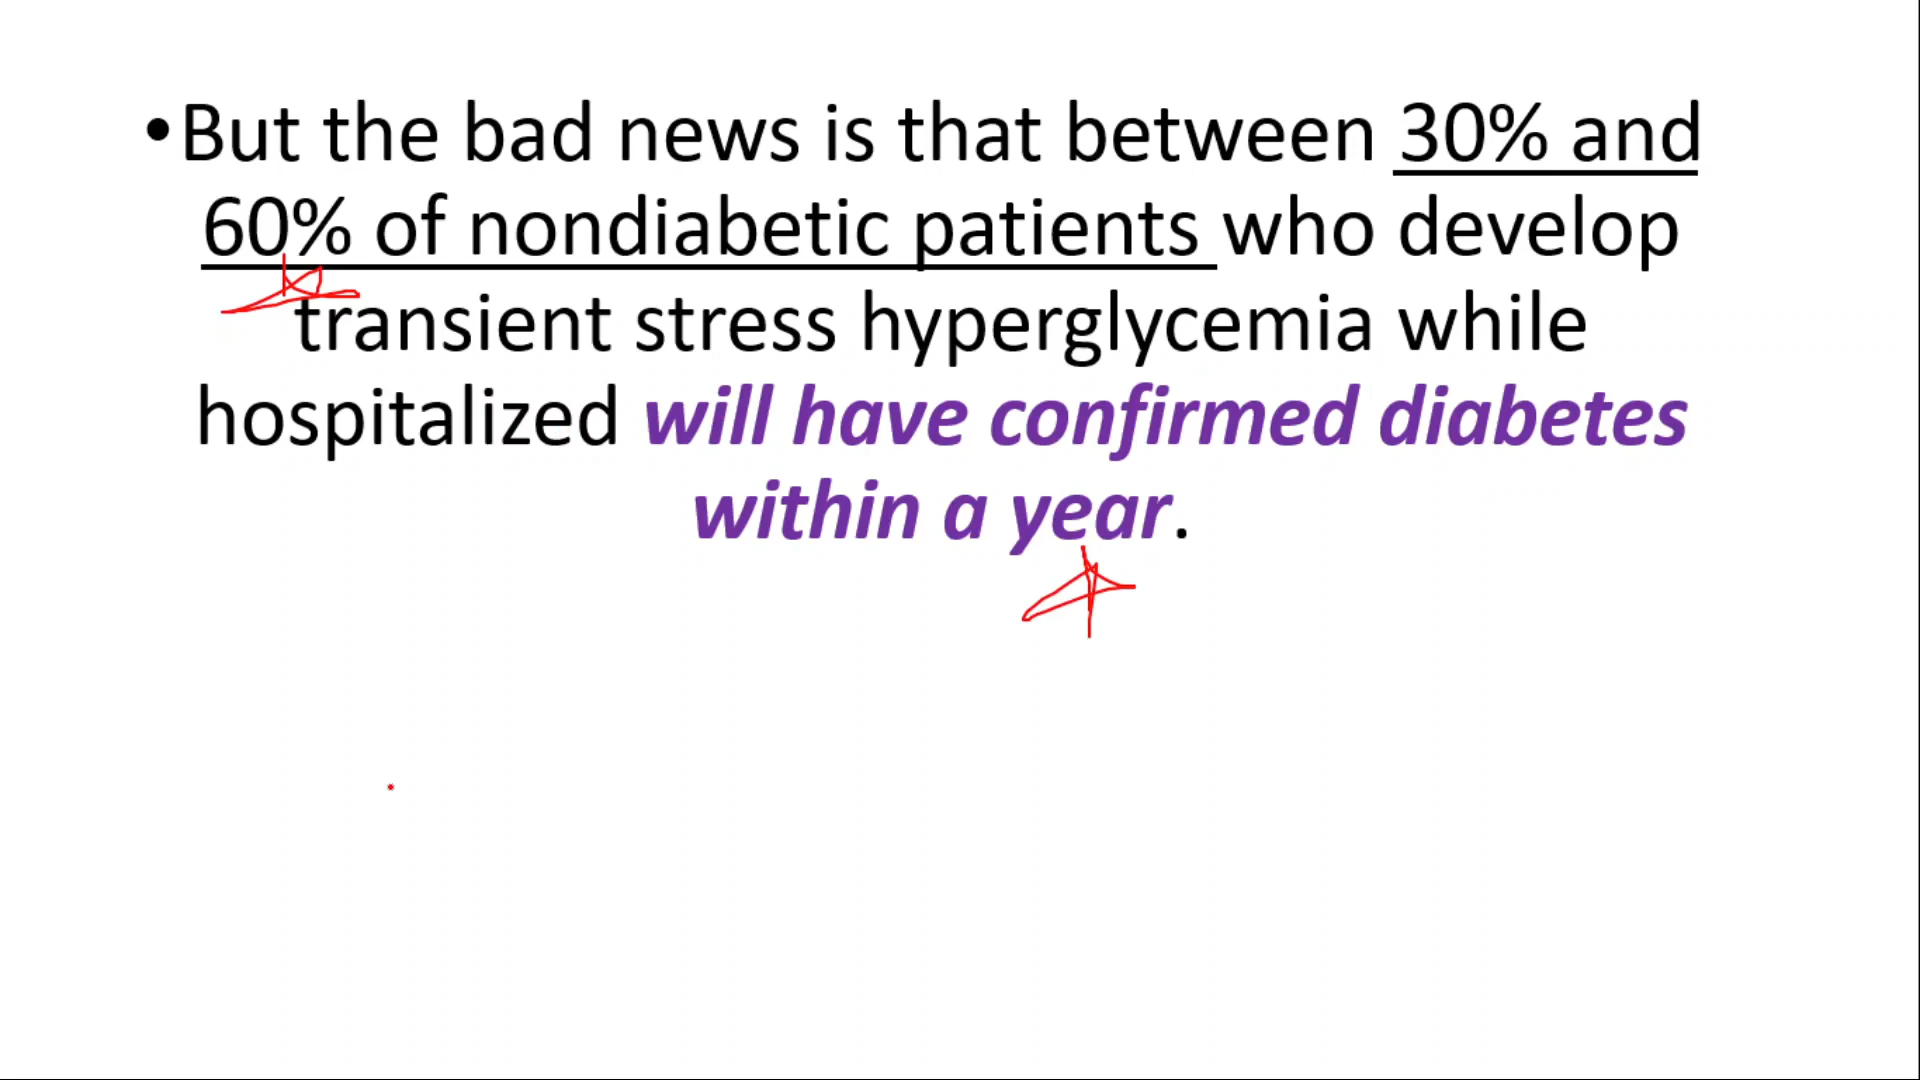 •But the bad news is that between 30% and
60% of nondiabetic patients who develop
transient stress hyperglycemia while
hospitalized will have confirmed diabetes
within a year.